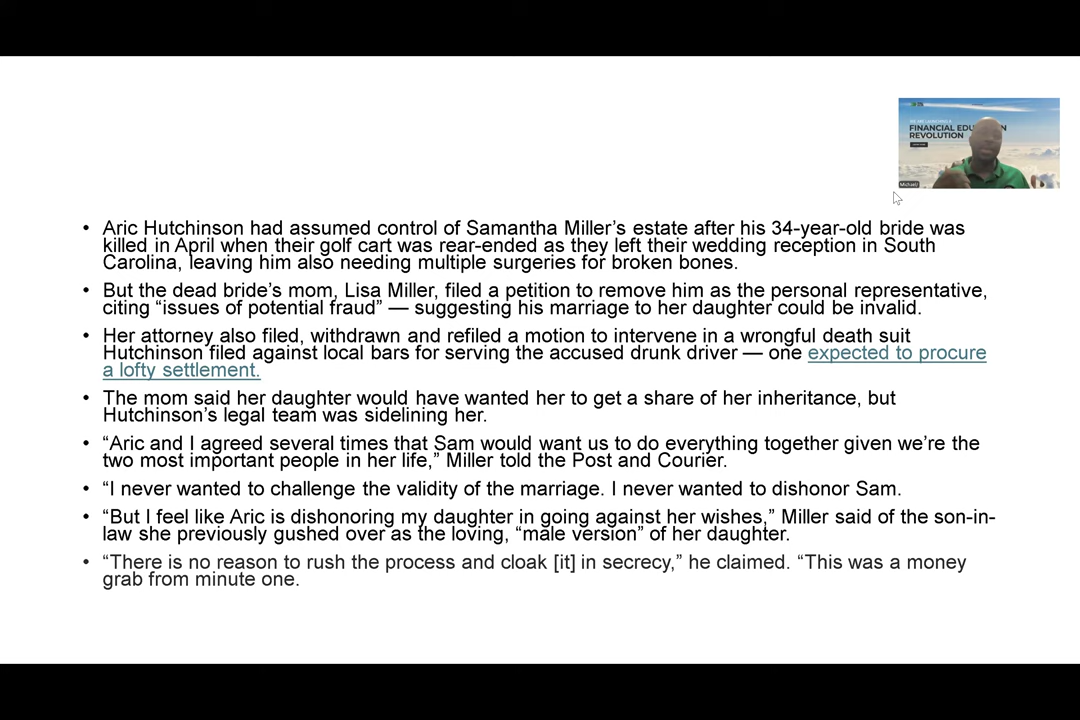 FINANCIAL EDU N
REVOLUTION
Michael
• Aric Hutchinson had assumed control of Samantha Miller’s estate after his 34-year-old bride was
killed in April when their golf cart was rear-ended as they left their wedding reception in South
Carolina, leaving him also needing multiple surgeries for broken bones.
• But the dead bride’s mom, Lisa Miller, filed a petition to remove him as the personal representative,
citing “issues of potential fraud” — suggesting his marriage to her daughter could be invalid.
• Her attorney also filed, withdrawn and refiled a motion to intervene in a wrongful death suit
Hutchinson filed against local bars for serving the accused drunk driver — one expected to procure
a lofty settlement.
• The mom said her daughter would have wanted her to get a share of her inheritance, but
Hutchinson’s legal team was sidelining her.
• “Aric and I agreed several times that Sam would want us to do everything together given we’re the
two most important people in her life,” Miller told the Post and Courier.
• “I never wanted to challenge the validity of the marriage. I never wanted to dishonor Sam.
• “But I feel like Aric is dishonoring my daughter in going against her wishes,” Miller said of the son-in-
law she previously gushed over as the loving, “male version” of her daughter.
• “There is no reason to rush the process and cloak [it] in secrecy,” he claimed. “This was a money
grab from minute one.